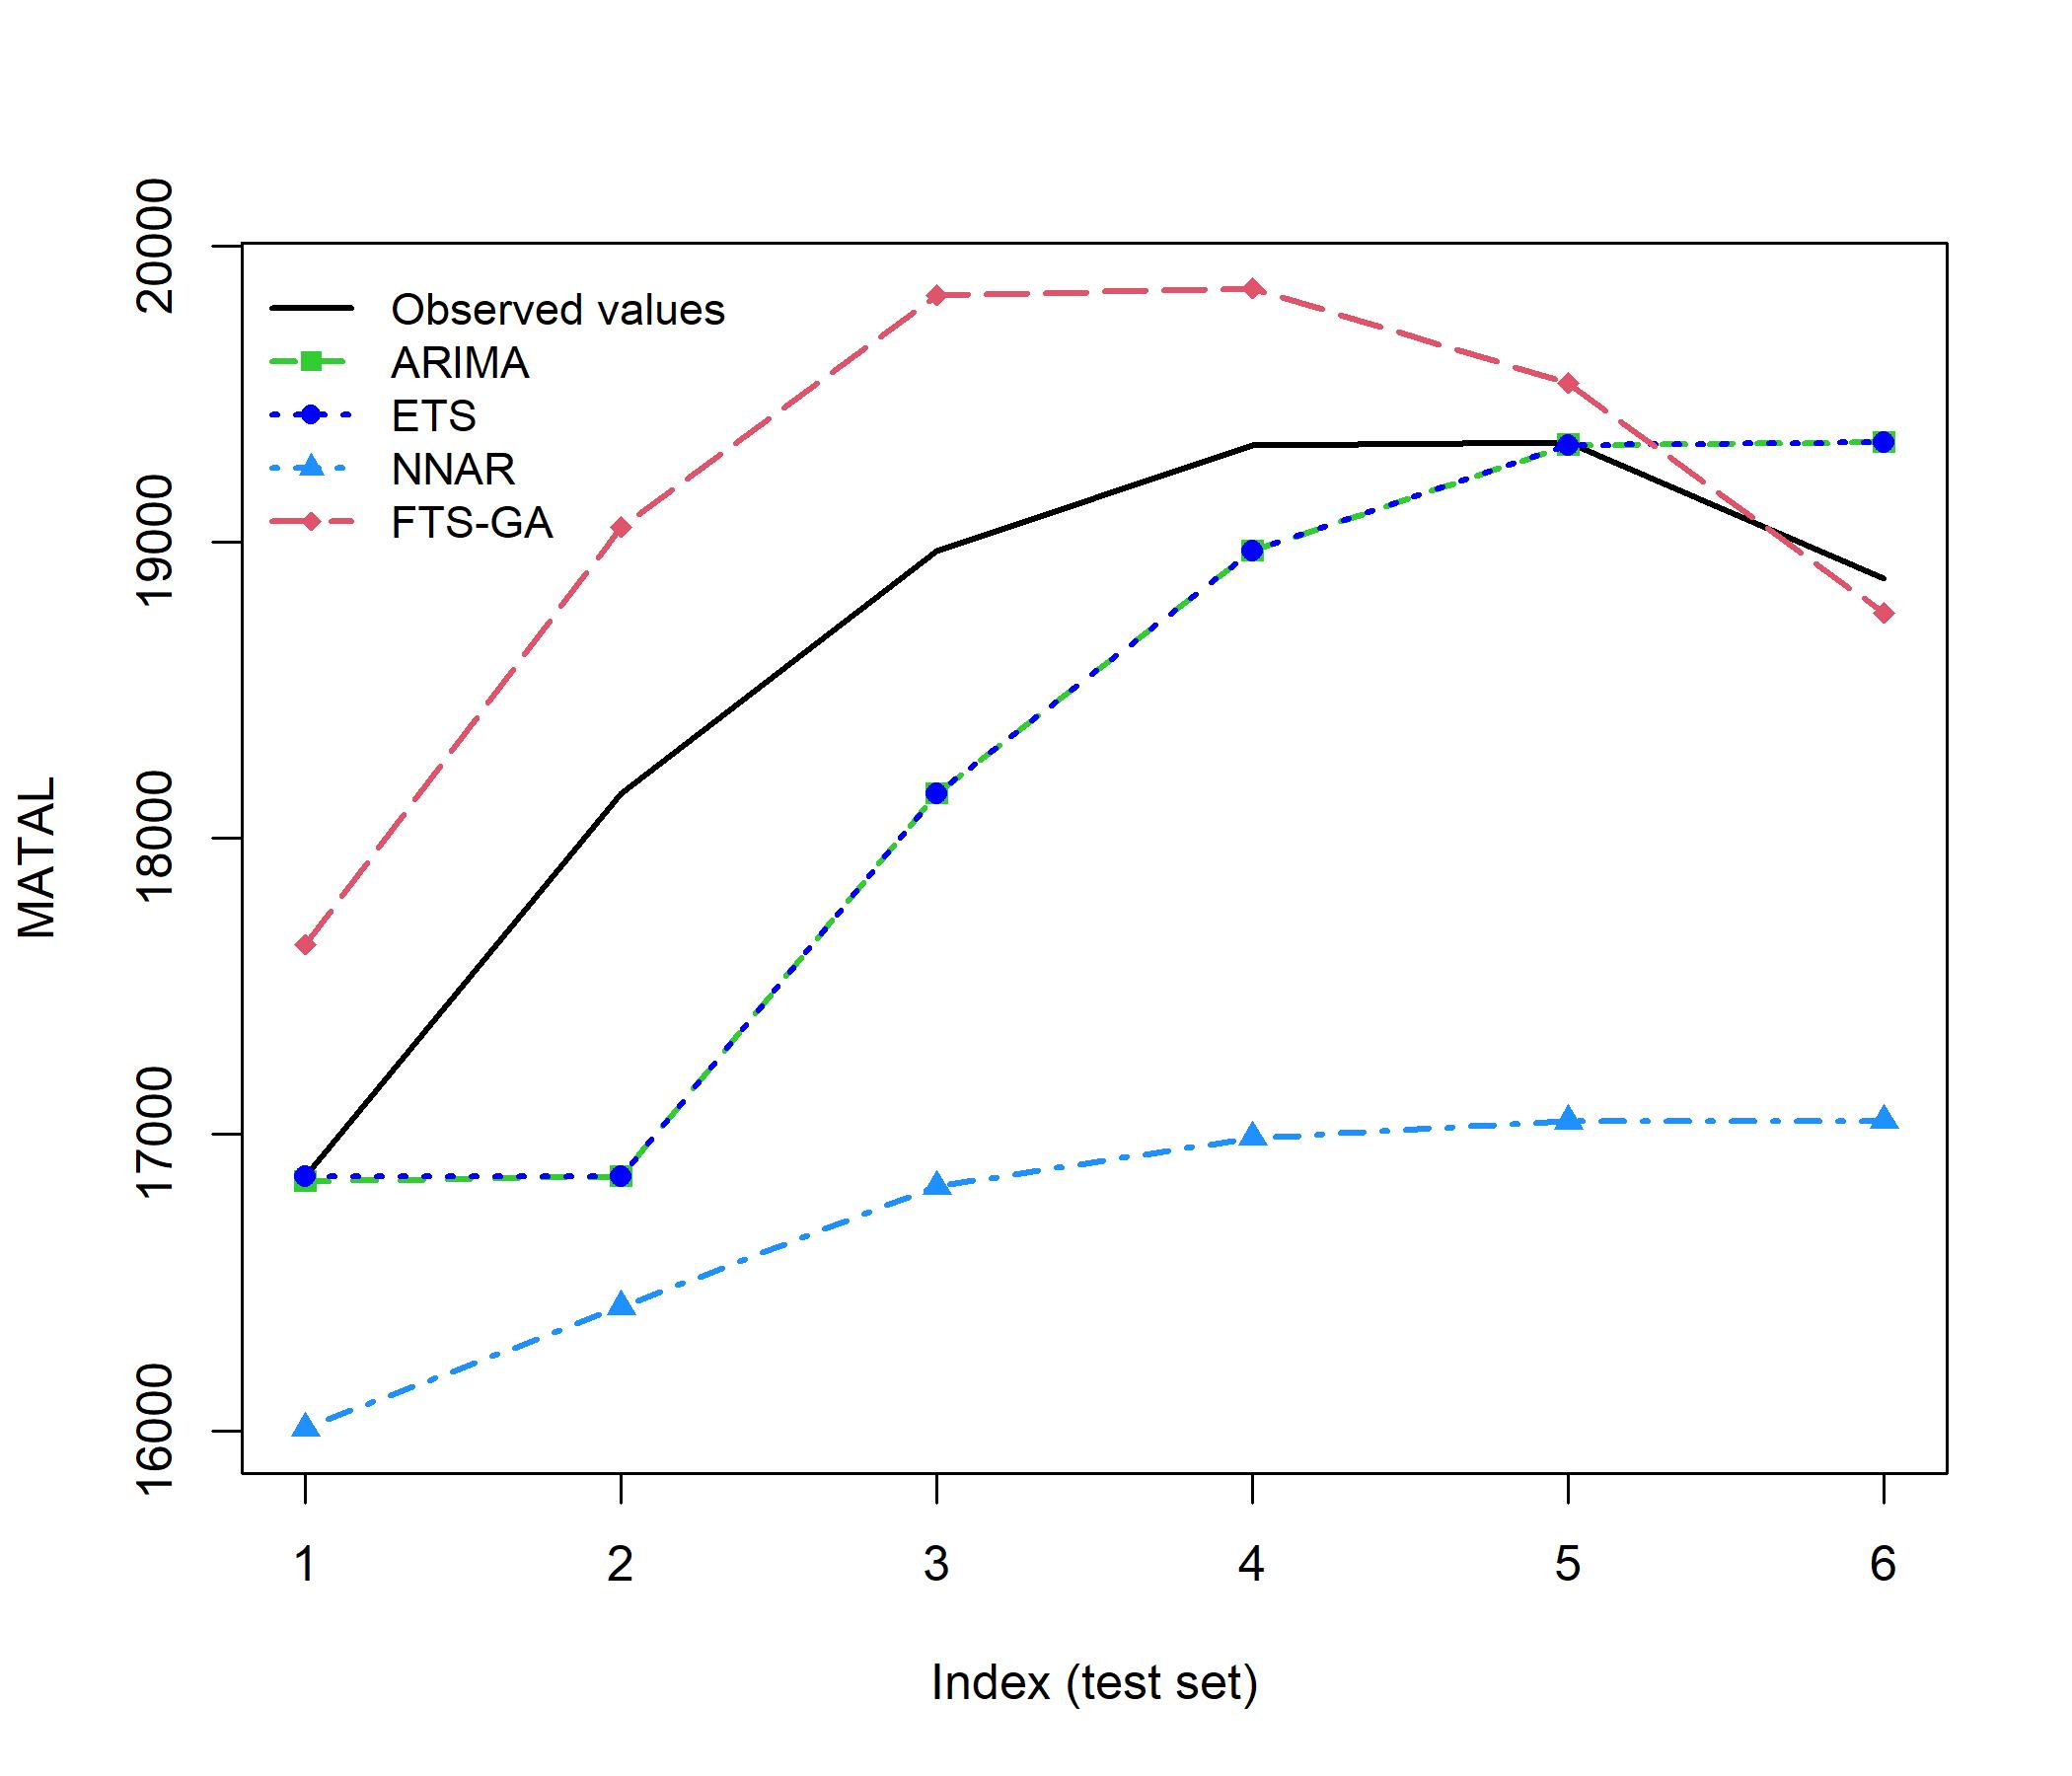 20000
19000
18000
17000
16000
MATAL
Observed values
ARIMA
ETS
NNAR
FTS-GA
1 2 3 4 5 6
Index (test set)